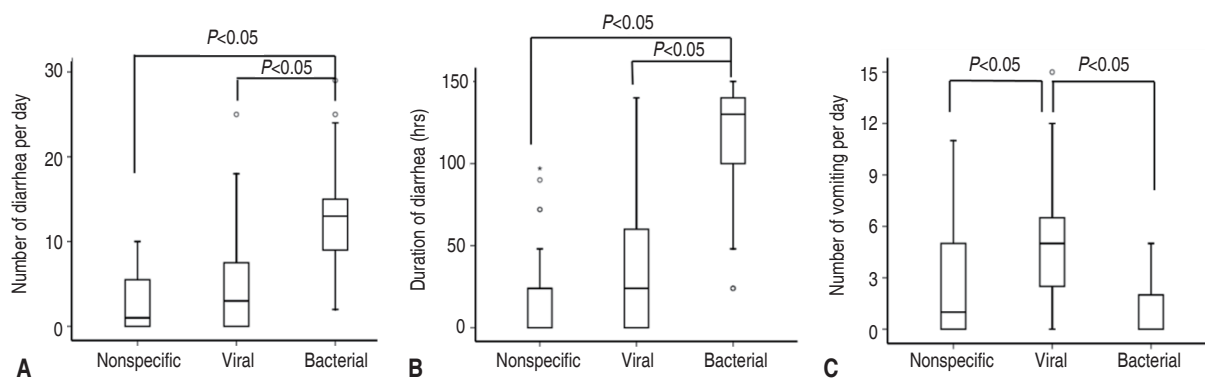 P<0.05
P<0.05
30
20
10
0
Number of diarrhea per day
Nonspecific Viral Bacterial
A
P<0.05
P<0.05
150
100
50
0
Duration of diarrhea (hrs)
*
Nonspecific Viral Bacterial
B
P<0.05 P<0.05
15
12
9
6
3
0
Number of vomiting per day
Nonspecific Viral Bacterial
C